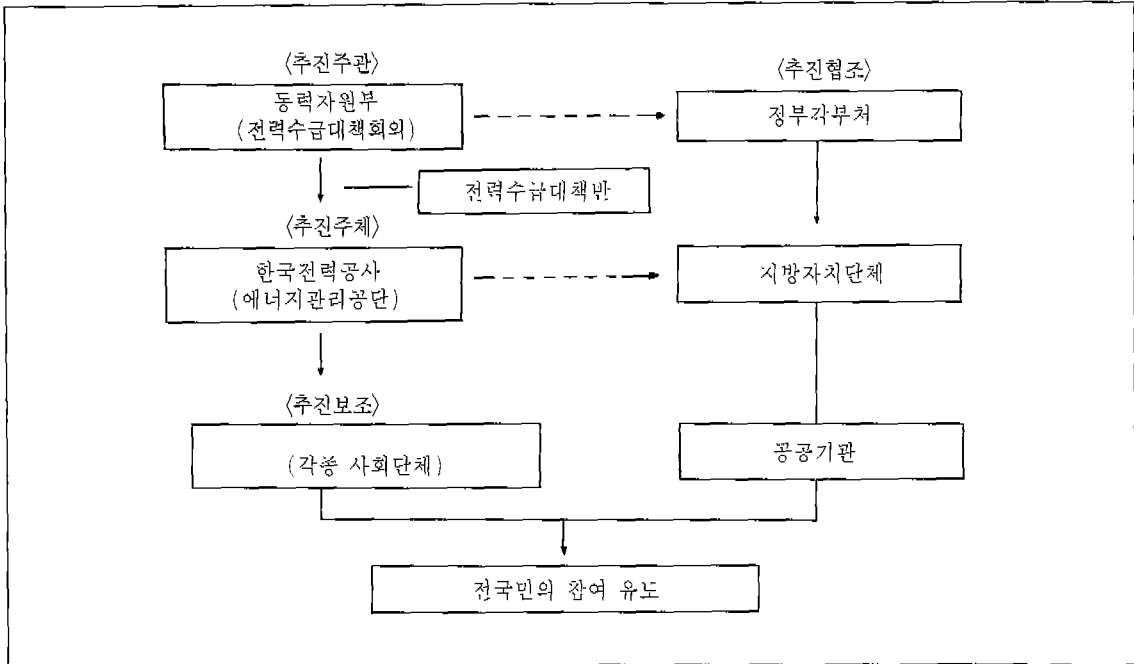 〈추진주관〉
동력자원부
(전력수급대책회의)
〈추진협조〉
정부각부처
전력수급대책반
〈추진주체〉
한국전력공사
(에너지관리공단)
지방자치단체
〈추진보조〉
(각종 사회단체)
공공기관
전국민의 참여 유도